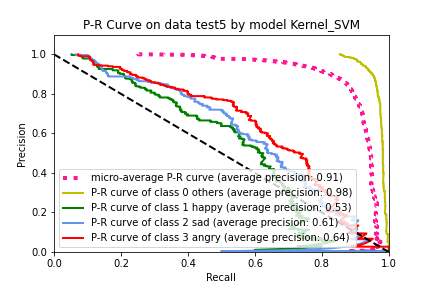 P-R Curve on data test5 by model Kernel_SVM
1.0
0.8
0.6
0.4
0.2
0.0
Precision
micro-average P-R curve (average precision: 0.91)
P-R curve of class 0 others (average precision: 0.98)
P-R curve of class 1 happy (average precision: 0.53)
P-R curve of class 2 sad (average precision: 0.61)
P-R curve of class 3 angry (average precision: 0.64)
0.0 0.2 0.4 0.6 0.8 1.0
Recall